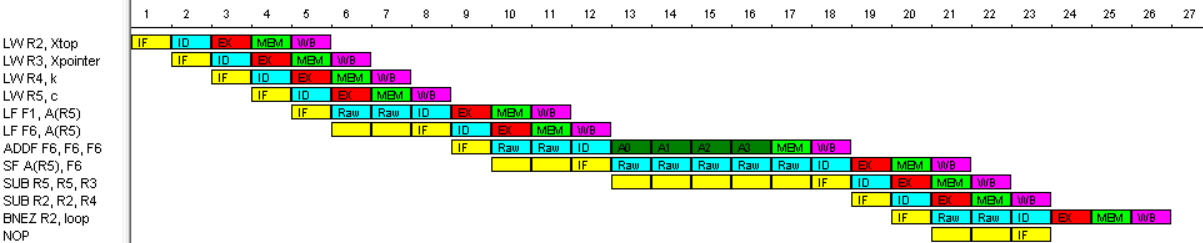 1 2 3 4 5 6 7 8 9 10 11 12 13 14 15 16 17 18 19 20 21 22 23 24 25 26 27
LW R2, Xtop IF ID EX MEM WB
LW R3, Xpointer IF ID EX MEM WB
LW R4, k IF ID EX MEM WB
LW R5, c IF ID EX MEM WB
LF F1, A(R5) IF Raw Raw ID EX MEM WB
LF F6, A(R5) IF ID EX MEM WB
ADDF F6, F6, F6 IF Raw Raw ID A0 A1 A2 A3 MEM WB
SF A(R5), F6 IF Raw Raw Raw Raw Raw ID EX MEM WB
SUB R5, R5, R3 IF ID EX MEM WB
SUB R2, R2, R4 IF ID EX MEM WB
BNEZ R2, loop IF Raw Raw ID EX MEM WB
NOP IF